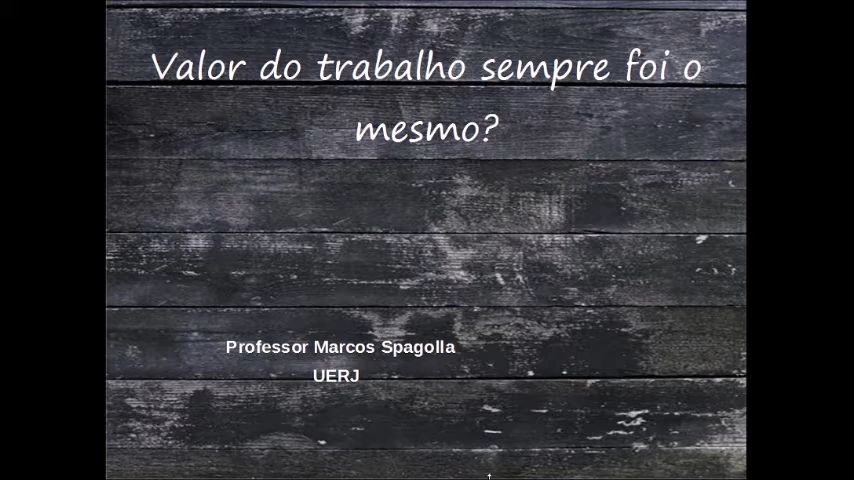 Valor do trabalho sempre foi o
mesmo?
Professor Marcos Spagolla
UERJ